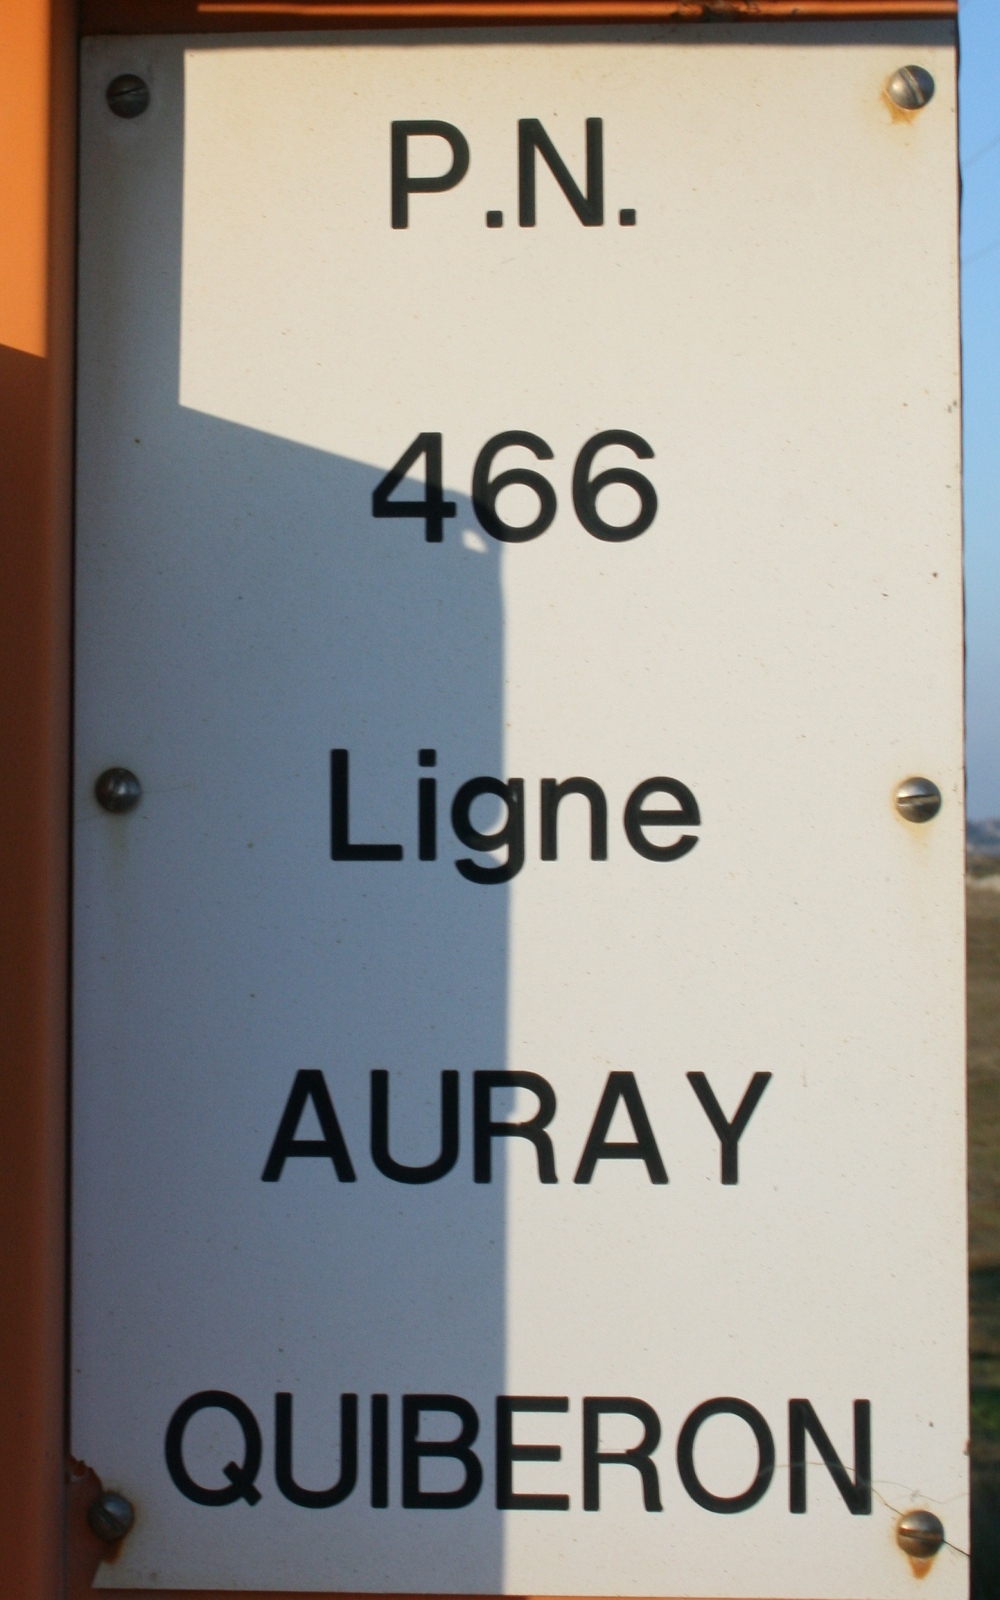 P.N.
466
Ligne
AURAY
QUIBERON